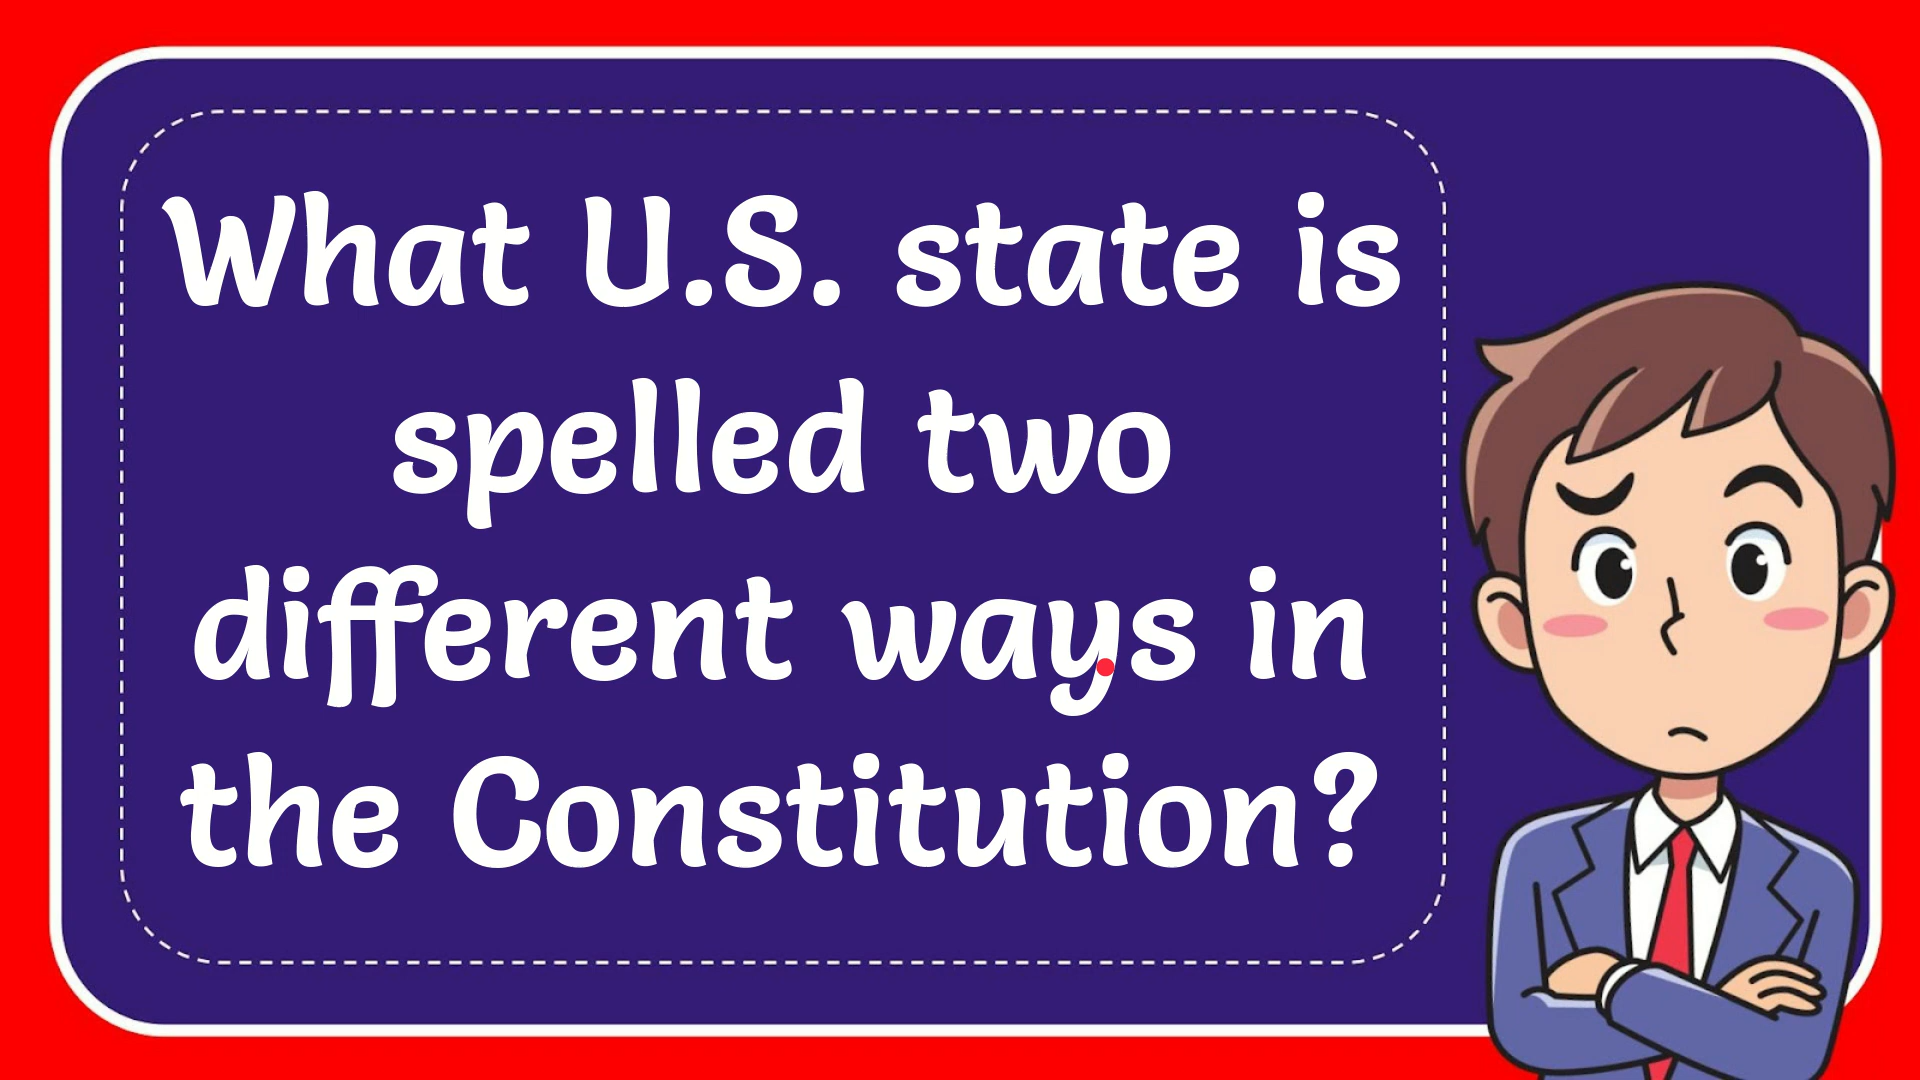 What U.S. state is
spelled two
different ways in
the Constitution?